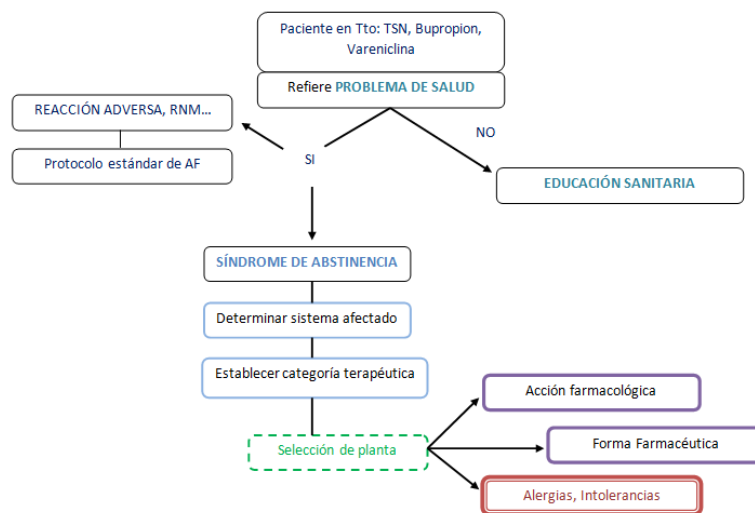 Paciente en Tto: TSN, Bupropion,
Vareniclina
Refiere PROBLEMA DE SALUD
REACCIÓN ADVERSA, RNM...
Protocolo estándar de AF
SI
NO
EDUCACIÓN SANITARIA
SÍNDROME DE ABSTINENCIA
Determinar sistema afectado
Establecer categoría terapéutica
Selección de planta
Acción farmacológica
Forma Farmacéutica
Alergias, Intolerancias